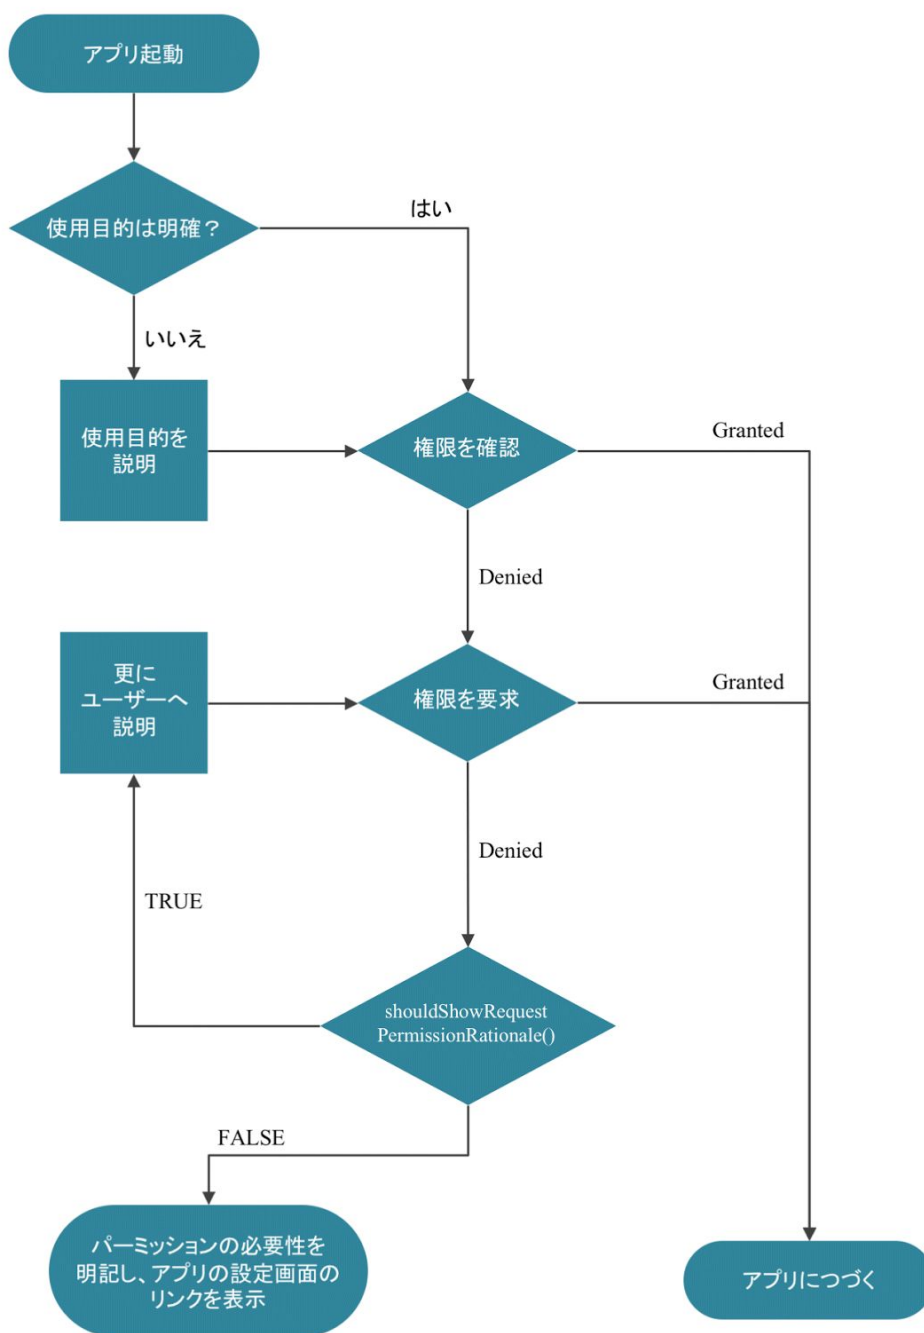 アプリ起動
使用目的は明確？
はい
いいえ
使用目的を
説明
権限を確認
Granted
Denied
更に
ユーザーへ
説明
権限を要求
Granted
Denied
TRUE
shouldShowRequest
PermissionRationale()
FALSE
パーミッションの必要性を
明記し、アプリの設定画面の
リンクを表示
アプリにつづく